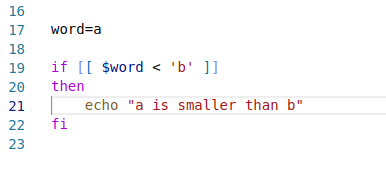 16
17 word=a
18
19 if [[ $word < 'b' ]]
20 then
21 echo "a is smaller than b"
22 fi
23